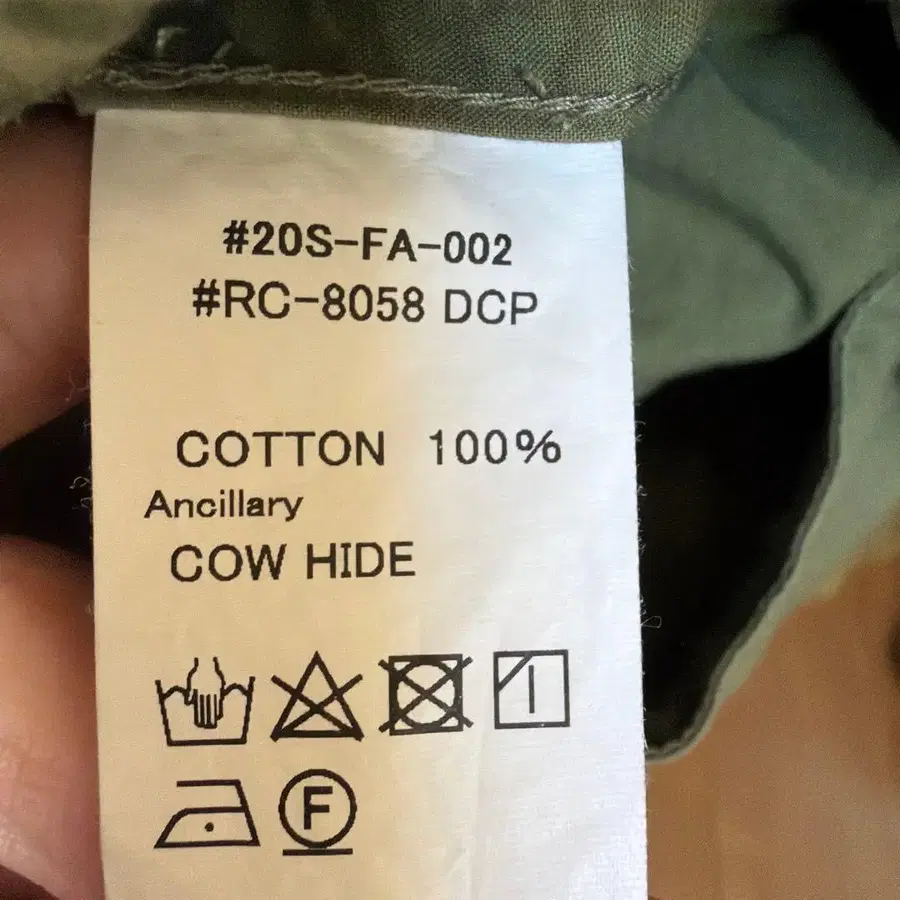 #20S-FA-002
#RC-8058 DCP
COTTON 100%
Ancillary
COW HIDE
F